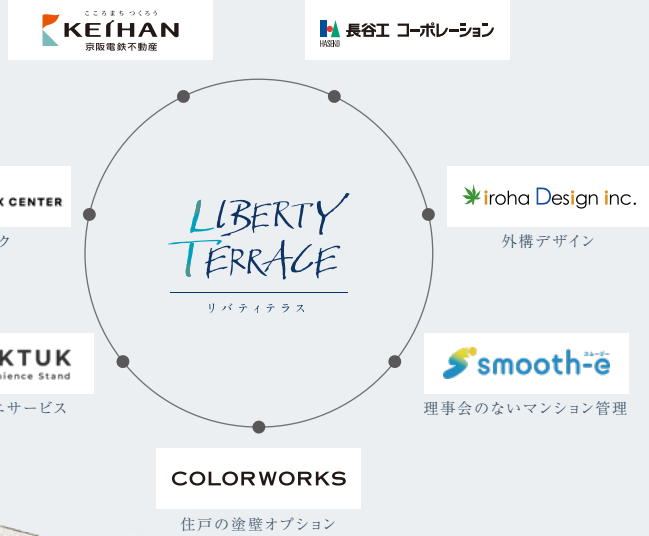 こころまち つくろう
KEIHAN
京阪電鉄不動産
HASEKO
長谷工 コーポレーション
CENTER
iroha Design inc.
外構デザイン
LIBERTY
TERRACE
リバティテラス
スムージー
smooth-e
理事会のないマンション管理
Stand
サービス
COLORWORKS
住戸の塗壁オプション